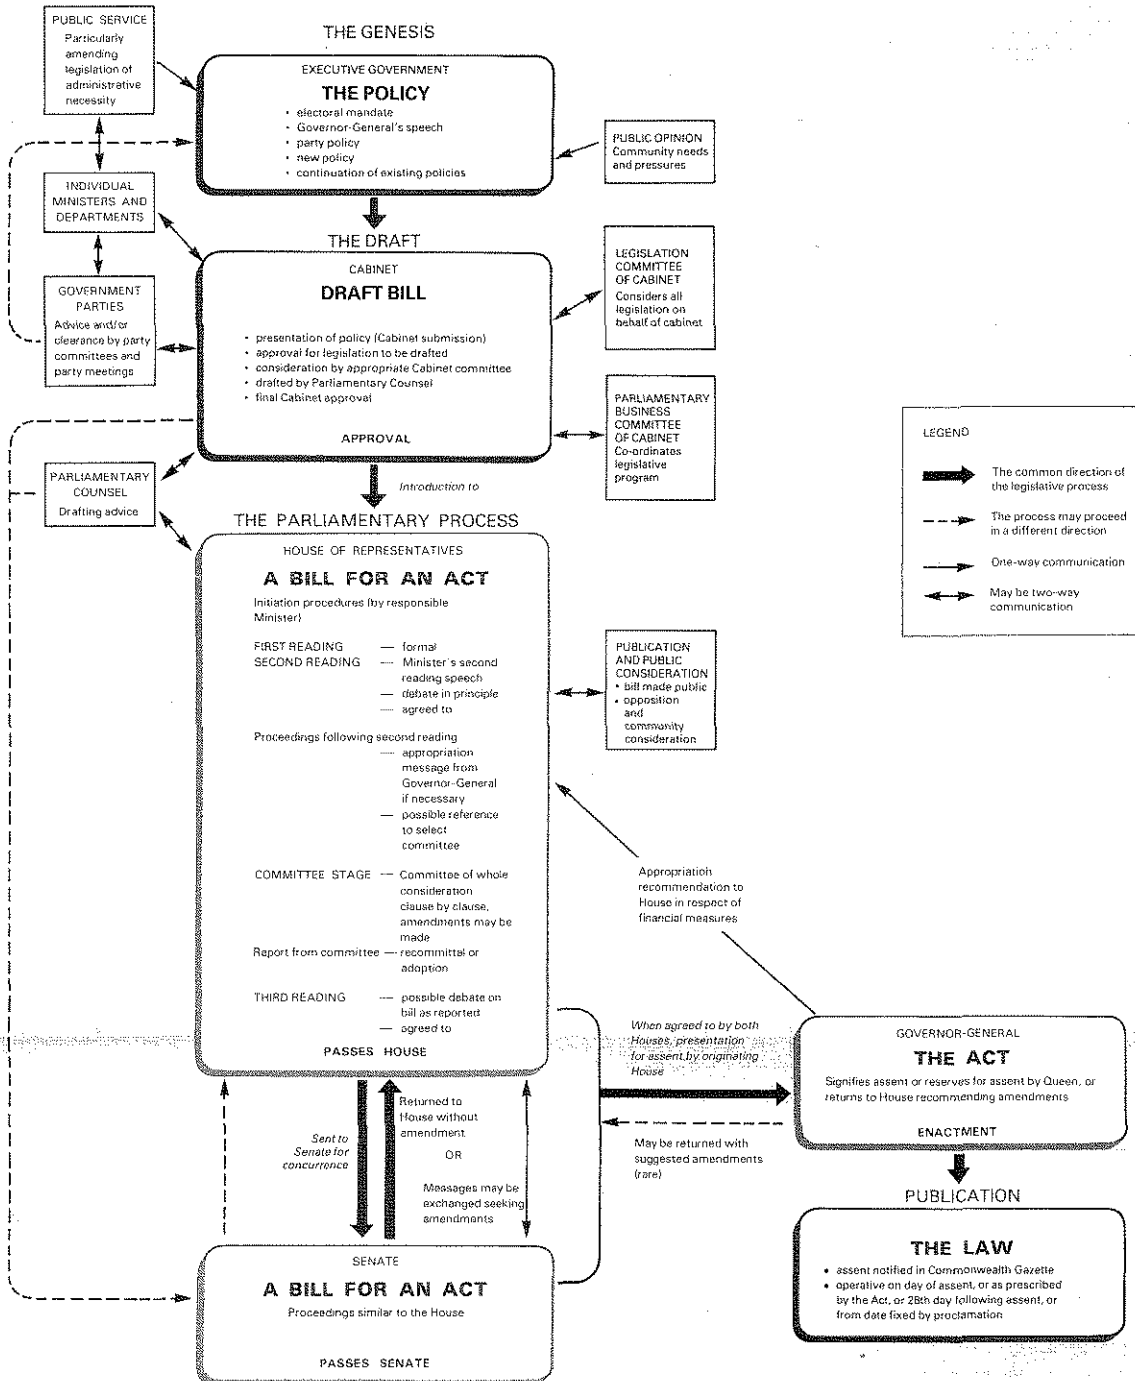 PUBLIC SERVICE
Particularly
amending
legislation of
administrative
necessity
THE GENESIS
EXECUTIVE GOVERNMENT
THE POLICY
• electoral mandate
• Governor-General's speech
• party policy
• new policy
• continuation of existing policies
PUBLIC OPINION
Community needs
and pressures
INDIVIDUAL
MINISTERS AND
DEPARTMENTS
GOVERNMENT
PARTIES
Advice and/or
clearance by party
committees and
party meetings
THE DRAFT
CABINET
DRAFT BILL
• presentation of policy (Cabinet submission)
• approval for legislation to be drafted
• consideration by appropriate Cabinet committee
• drafted by Parliamentary Counsel
• final Cabinet approval
APPROVAL
LEGISLATION
COMMITTEE
OF CABINET
Considers all
legislation on
behalf of cabinet
PARLIAMENTARY
BUSINESS
COMMITTEE
OF CABINET
Co-ordinates
legislative
program
LEGEND
The common direction of
the legislative process
The process may proceed
in a different direction
One-way communication
May be two-way
communication
PARLIAMENTARY
COUNSEL
Drafting advice
Introduction to
THE PARLIAMENTARY PROCESS
HOUSE OF REPRESENTATIVES
A BILL FOR AN ACT
Initiation procedures (by responsible
Minister)
FIRST READING — formal
SECOND READING — Minister's second
reading speech
— debate in principle
— agreed to
Proceedings following second reading
— appropriation
message from
Governor-General
if necessary
— possible reference
to select
committee
COMMITTEE STAGE — Committee of whole
consideration
clause by clause,
amendments may be
made
Report from committee — recommittal or
adoption
THIRD READING — possible debate on
bill as reported
— agreed to
PASSES HOUSE
PUBLICATION
AND PUBLIC
CONSIDERATION
• bill made public
• opposition
and
community
consideration
Appropriation
recommendation to
House in respect of
financial measures
When agreed to by both
Houses, presentation
for assent by originating
House
May be returned with
suggested amendments
(rare)
GOVERNOR-GENERAL
THE ACT
Signifies assent or reserves for assent by Queen, or
returns to House recommending amendments
ENACTMENT
Sent to
Senate for
concurrence
Returned to
House without
amendment
OR
Messages may be
exchanged seeking
amendments
SENATE
A BILL FOR AN ACT
Proceedings similar to the House
PASSES SENATE
PUBLICATION
THE LAW
• assent notified in Commonwealth Gazette
• operative on day of assent, or as prescribed
by the Act, or 28th day following assent, or
from date fixed by proclamation